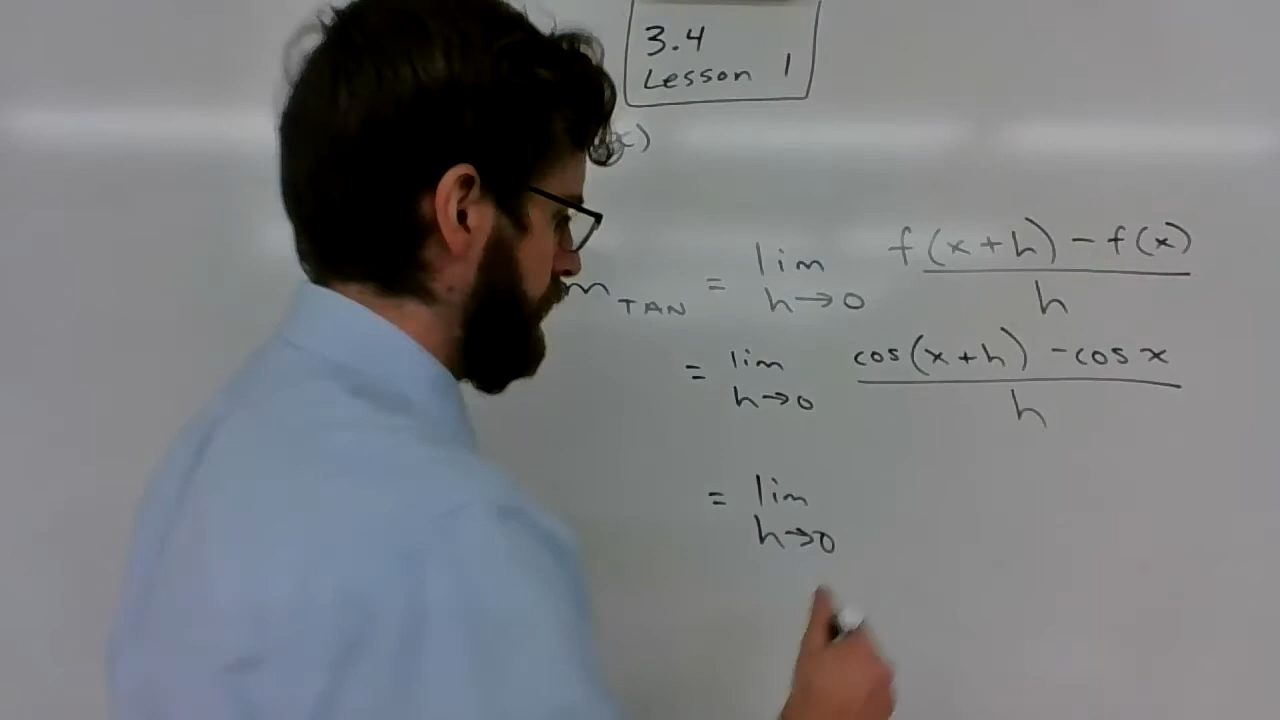 3.4
Lesson 1
x)
m TAN = lim h→0 f(x+h) - f(x) / h
= lim h→0 cos(x+h) - cos x / h
= lim h→0